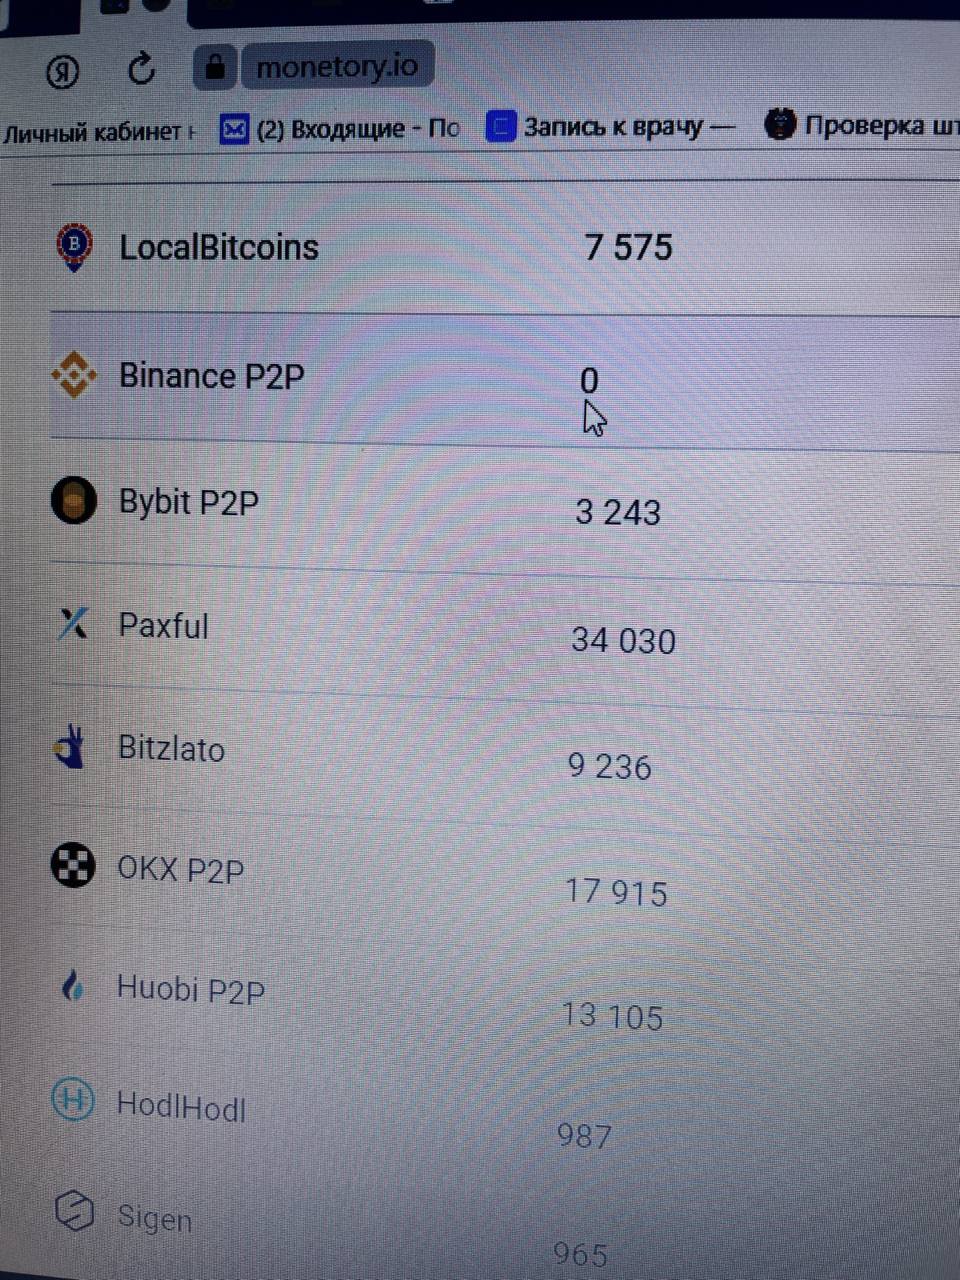 Я monetory.io
Личный кабинет (2) Входящие - По Запись к врачу — Проверка шт
B LocalBitcoins 7 575
Binance P2P 0
Bybit P2P 3 243
Paxful 34 030
Bitzlato 9 236
OKX P2P 17 915
Huobi P2P 13 105
H HodlHodl 987
Sigen 965